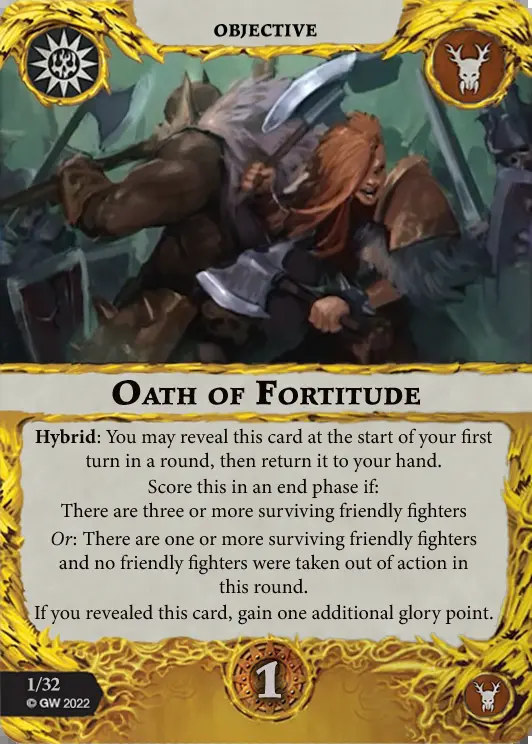 OBJECTIVE
OATH OF FORTITUDE
Hybrid: You may reveal this card at the start of your first
turn in a round, then return it to your hand.
Score this in an end phase if:
There are three or more surviving friendly fighters
Or: There are one or more surviving friendly fighters
and no friendly fighters were taken out of action in
this round.
If you revealed this card, gain one additional glory point.
1
1/32
© GW 2022